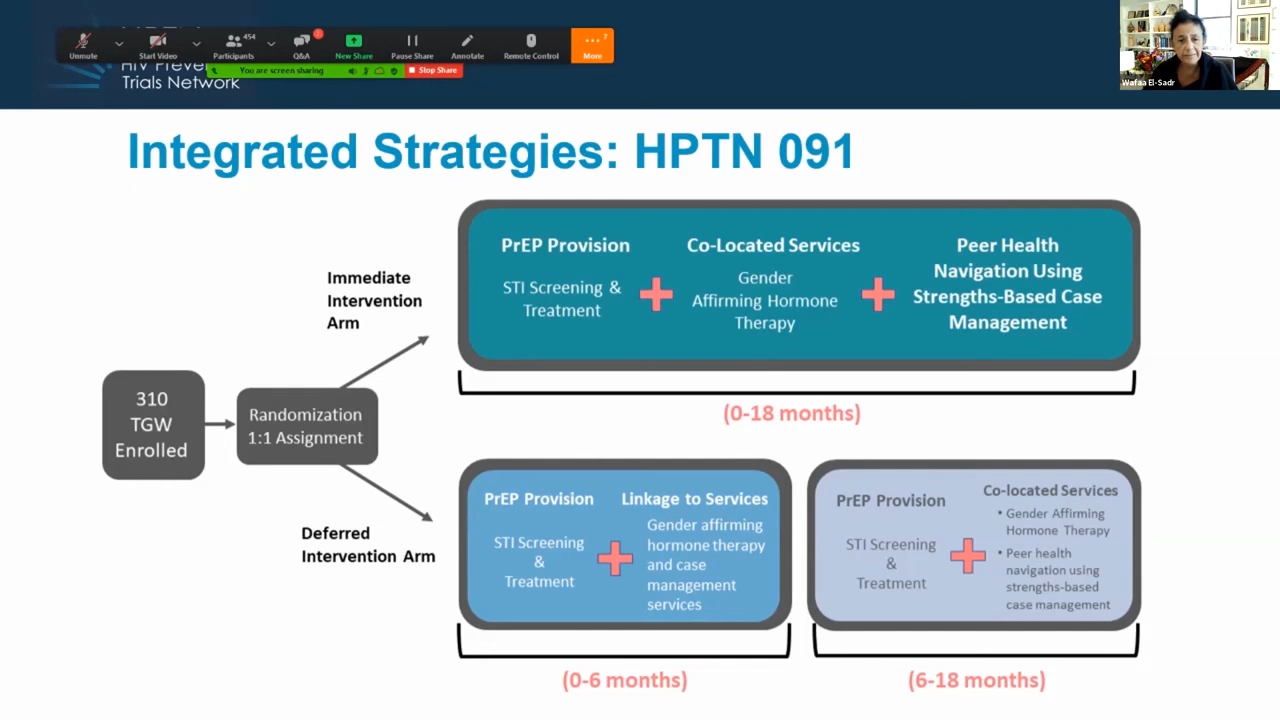 Unmute
Start Video
454
Participants
Q&A
New Share
Pause Share
Annotate
Remote Control
7
More
You are screen sharing
Stop Share
HIV Preve
Trials Network
Wafaa El-Sadr
Integrated Strategies: HPTN 091
310
TGW
Enrolled
Randomization
1:1 Assignment
Immediate
Intervention
Arm
PrEP Provision
STI Screening &
Treatment
Co-Located Services
Gender
Affirming Hormone
Therapy
Peer Health
Navigation Using
Strengths-Based Case
Management
(0-18 months)
Deferred
Intervention Arm
PrEP Provision
STI Screening
&
Treatment
Linkage to Services
Gender affirming
hormone therapy
and case
management
services
(0-6 months)
PrEP Provision
STI Screening
&
Treatment
Co-located Services
• Gender Affirming
Hormone Therapy
• Peer health
navigation using
strengths-based
case management
(6-18 months)